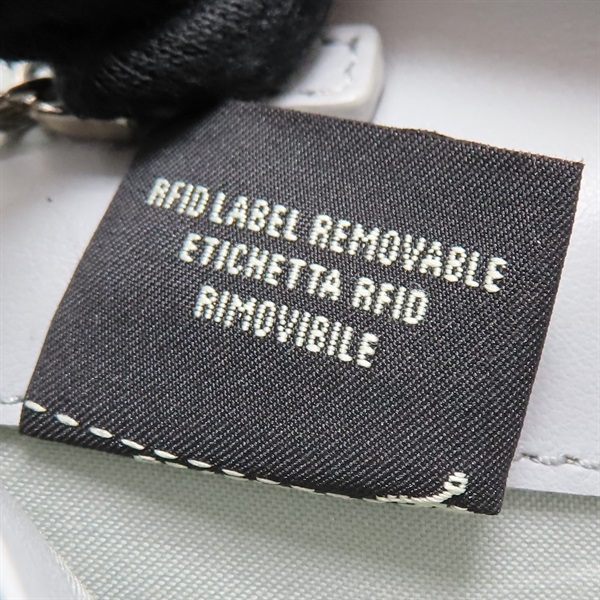 RFID LABEL REMOVABLE
ETICHETTA RFID
RIMOVIBILE